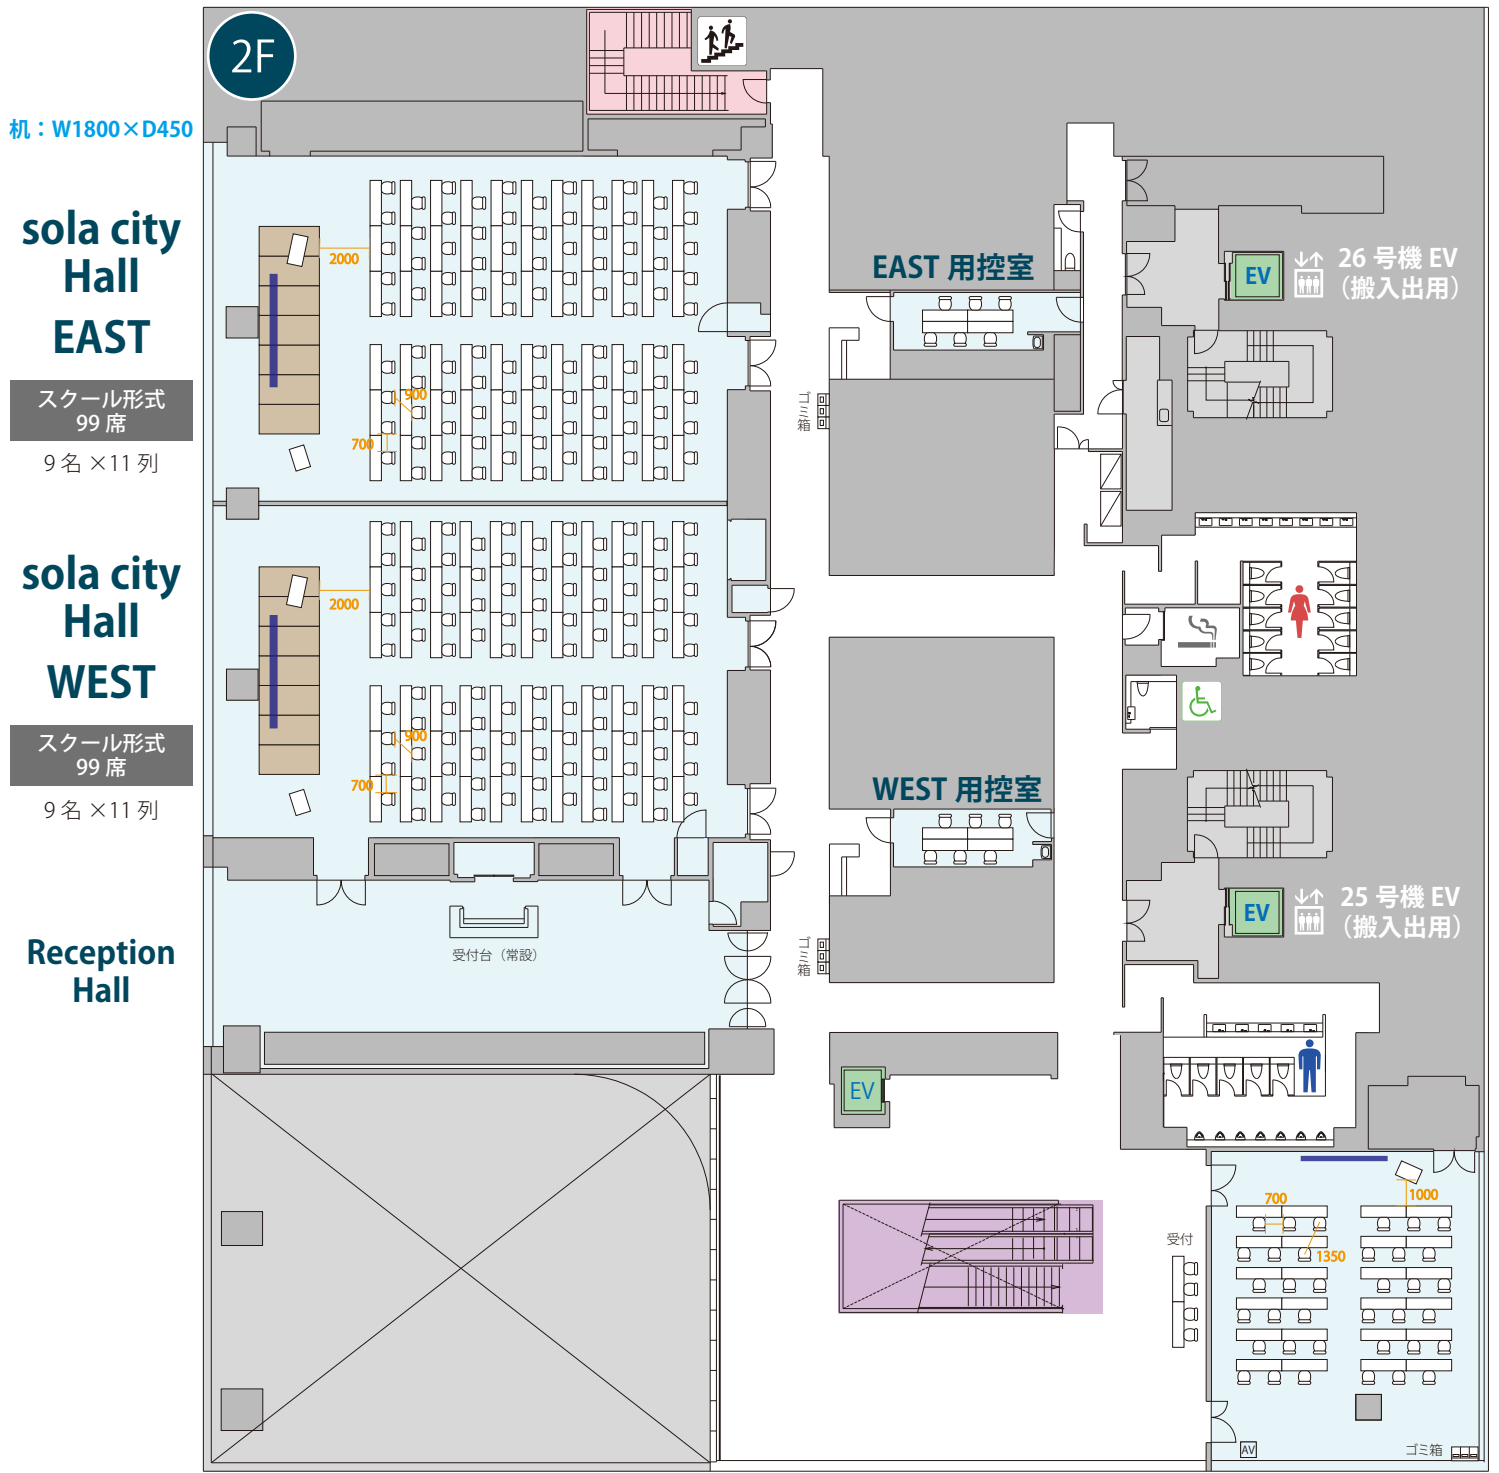 2F
机：W1800×D450
sola city
Hall
EAST
スクール形式
99 席
9 名 ×11 列
2000
900
700
EAST 用控室
EV
26 号機 EV
（搬入出用）
ゴミ箱
sola city
Hall
WEST
スクール形式
99 席
9 名 ×11 列
2000
900
700
WEST 用控室
EV
25 号機 EV
（搬入出用）
Reception
Hall
受付台（常設）
ゴミ箱
EV
受付
700
1000
1350
AV
ゴミ箱